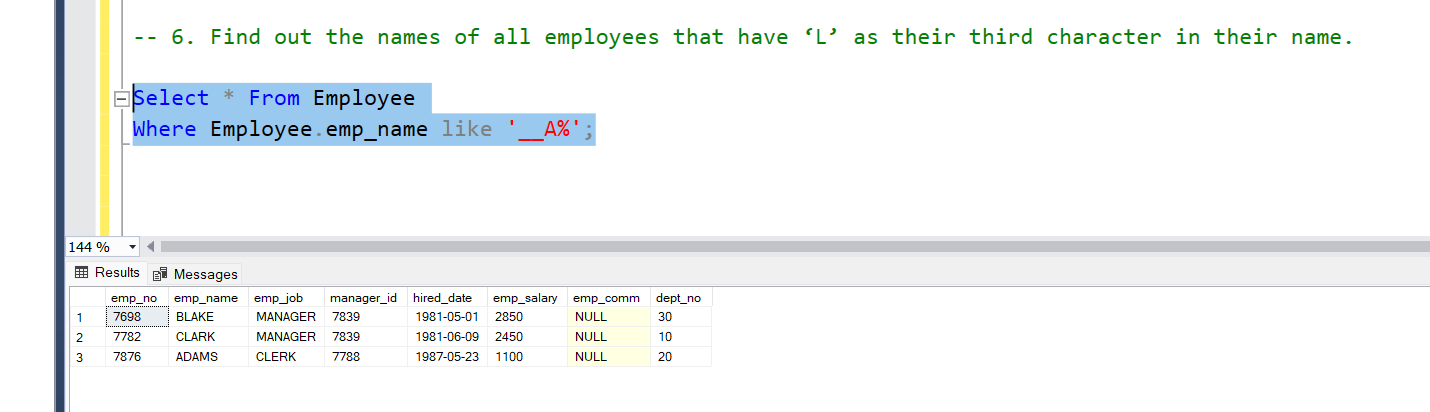 -- 6. Find out the names of all employees that have ‘L’ as their third character in their name.
Select * From Employee
Where Employee.emp_name like '__A%';
144 %
Results Messages
emp_no emp_name emp_job manager_id hired_date emp_salary emp_comm dept_no
1 7698 BLAKE MANAGER 7839 1981-05-01 2850 NULL 30
2 7782 CLARK MANAGER 7839 1981-06-09 2450 NULL 10
3 7876 ADAMS CLERK 7788 1987-05-23 1100 NULL 20